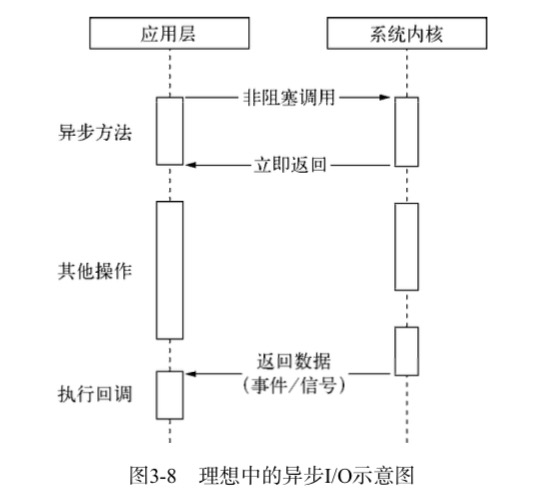 应用层
系统内核
非阻塞调用
异步方法
立即返回
其他操作
返回数据
（事件/信号）
执行回调
图3-8 理想中的异步I/O示意图